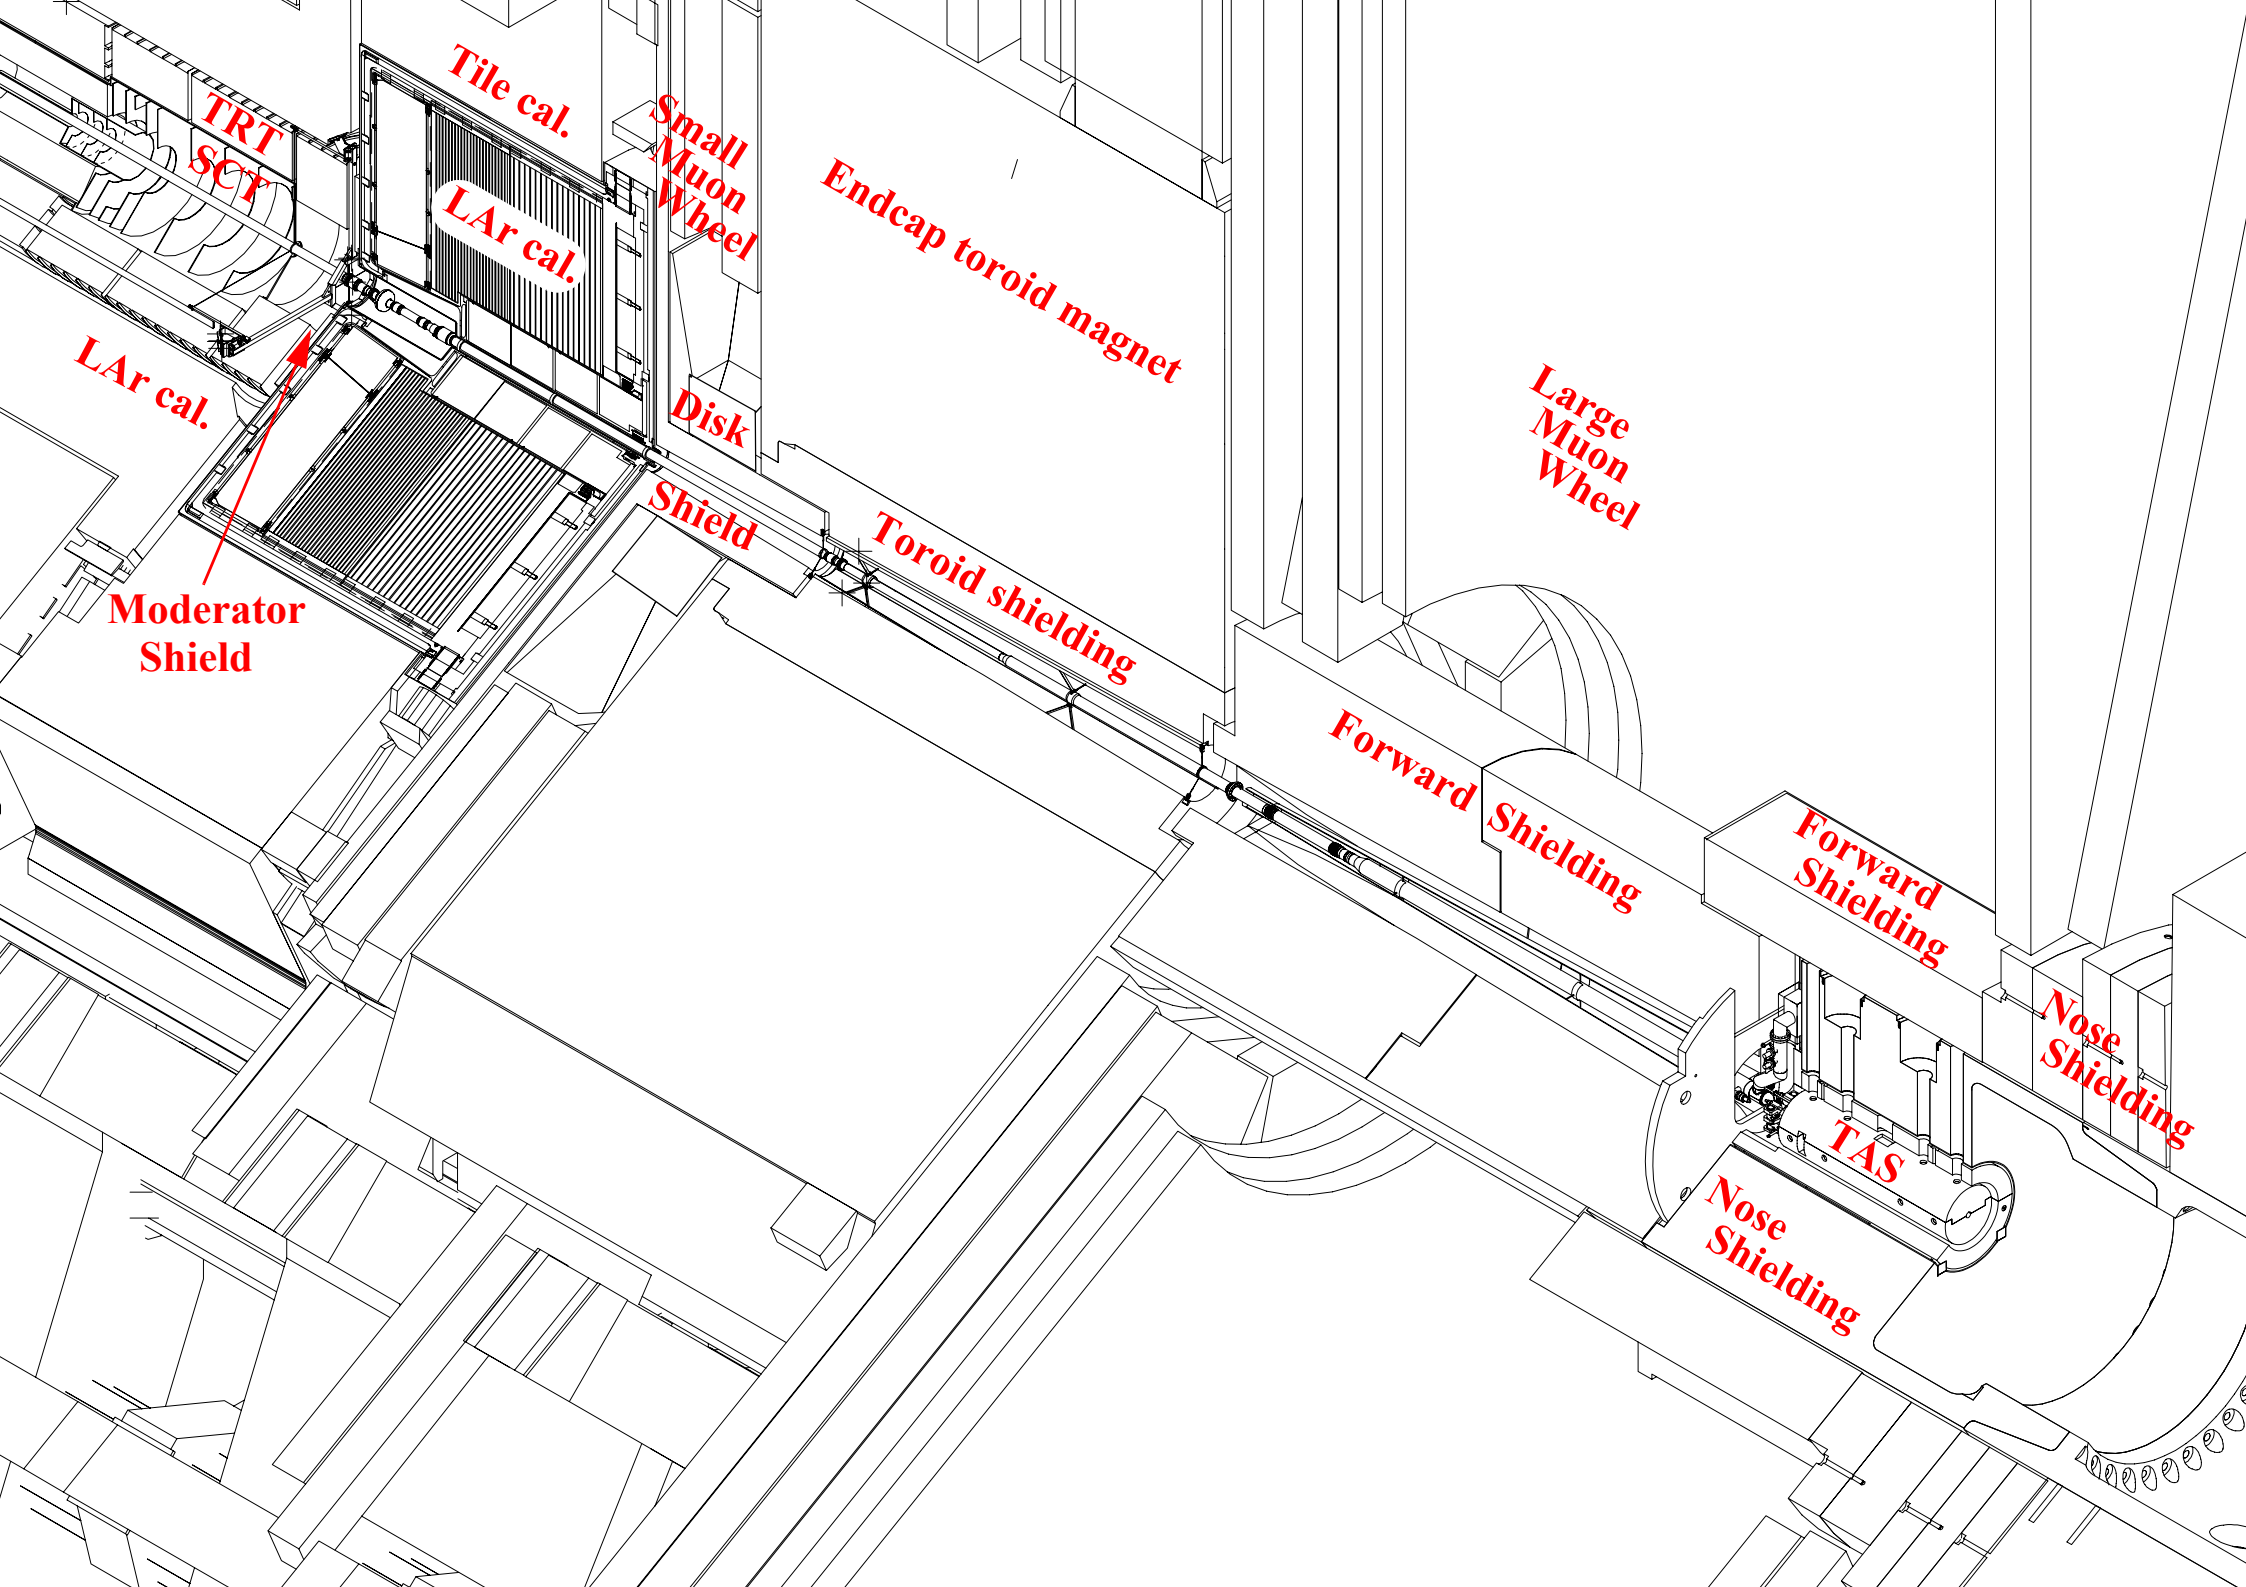 Tile cal.
TRT
SCT
Small
Muon
Wheel
LAr cal.
Endcap toroid magnet
LAr cal.
Disk
Large
Muon
Wheel
Shield
Toroid shielding
Moderator
Shield
Forward Shielding
Forward
Shielding
Nose
Shielding
TAS
Nose
Shielding